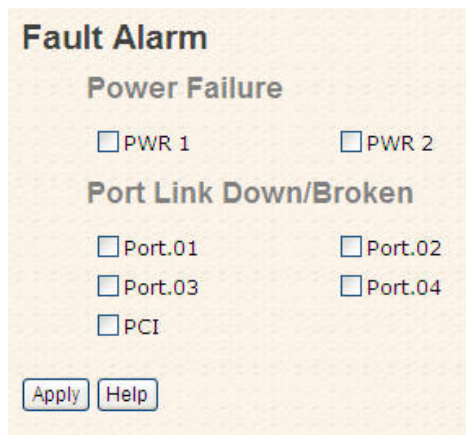 Fault Alarm
Power Failure
PWR 1 PWR 2
Port Link Down/Broken
Port.01 Port.02
Port.03 Port.04
PCI
Apply Help